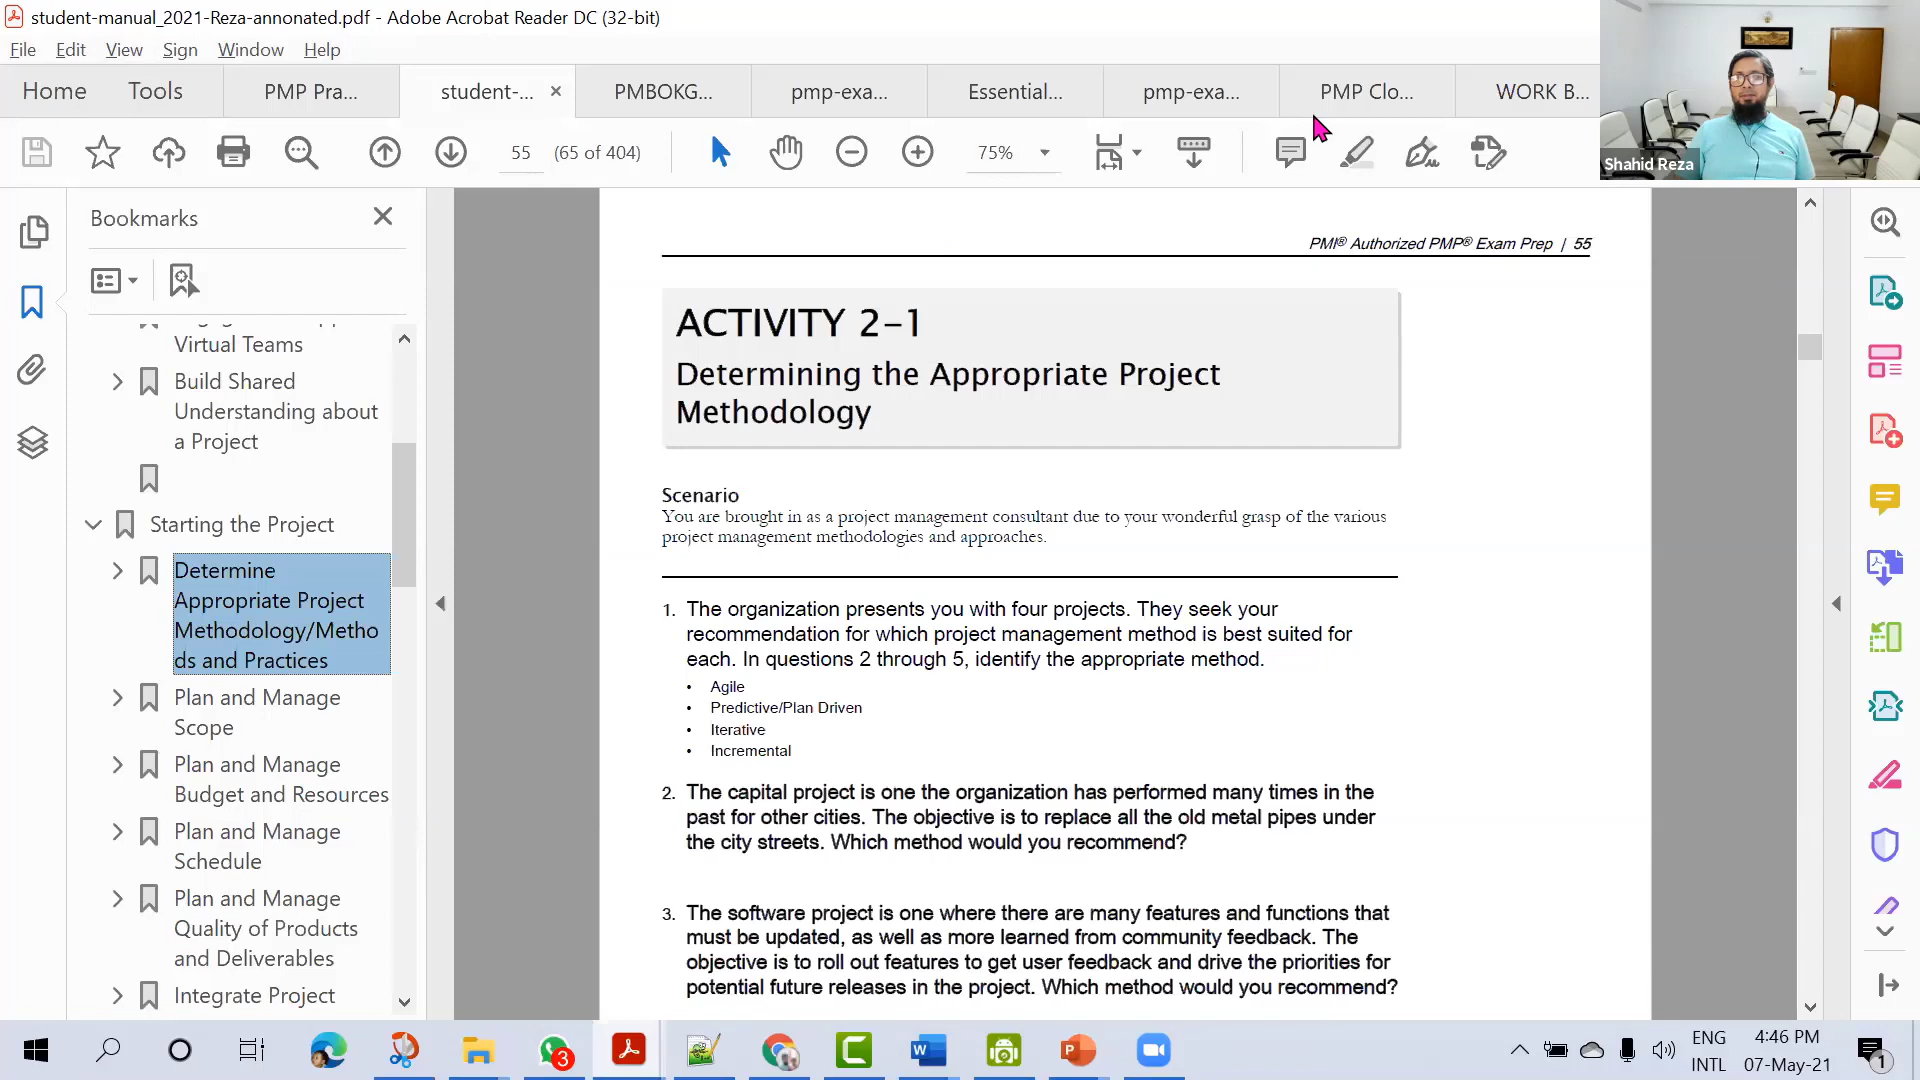 student-manual_2021-Reza-annonated.pdf - Adobe Acrobat Reader DC (32-bit)
File Edit View Sign Window Help
Home Tools PMP Pra... student-... PMBOKG... pmp-exa... Essential... pmp-exa... PMP Clo... WORK B...
55 (65 of 404) 75%
Shahid Reza
Bookmarks
Virtual Teams
Build Shared
Understanding about
a Project
Starting the Project
Determine
Appropriate Project
Methodology/Metho
ds and Practices
Plan and Manage
Scope
Plan and Manage
Budget and Resources
Plan and Manage
Schedule
Plan and Manage
Quality of Products
and Deliverables
Integrate Project
PMI® Authorized PMP® Exam Prep | 55
ACTIVITY 2-1
Determining the Appropriate Project
Methodology
Scenario
You are brought in as a project management consultant due to your wonderful grasp of the various
project management methodologies and approaches.
1. The organization presents you with four projects. They seek your
recommendation for which project management method is best suited for
each. In questions 2 through 5, identify the appropriate method.
• Agile
• Predictive/Plan Driven
• Iterative
• Incremental
2. The capital project is one the organization has performed many times in the
past for other cities. The objective is to replace all the old metal pipes under
the city streets. Which method would you recommend?
3. The software project is one where there are many features and functions that
must be updated, as well as more learned from community feedback. The
objective is to roll out features to get user feedback and drive the priorities for
potential future releases in the project. Which method would you recommend?
3
ENG
INTL
4:46 PM
07-May-21
1